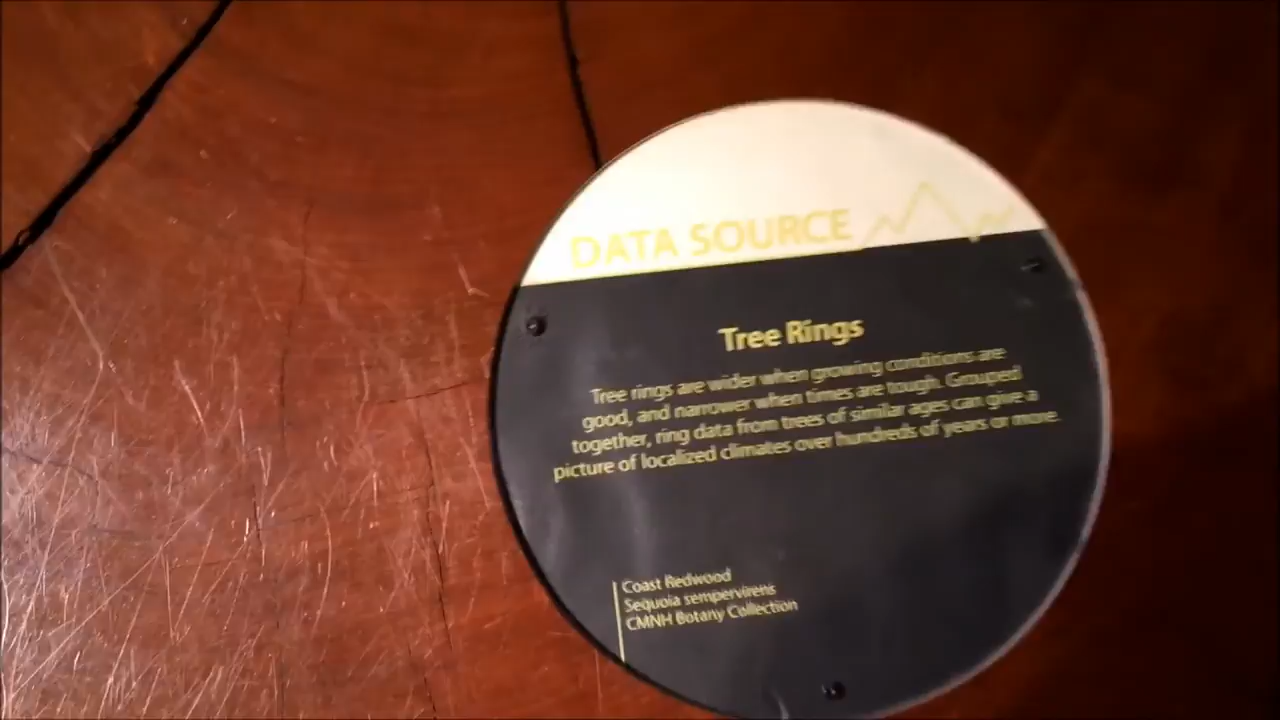 DATA SOURCE
Tree Rings
Tree rings are wider when growing conditions are
good, and narrower when times are tough. Grouped
together, ring data from trees of similar ages can give a
picture of localized climates over hundreds of years or more.
Coast Redwood
Sequoia sempervirens
CMNH Botany Collection